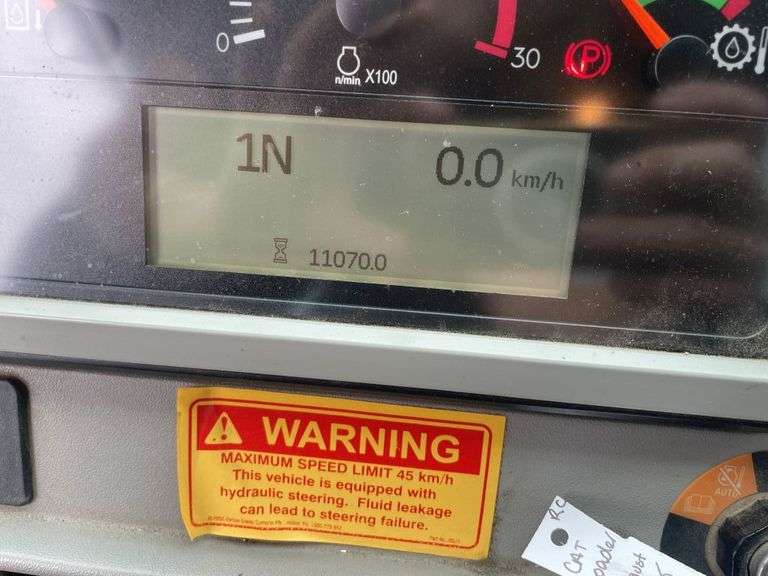 0
n/min X100
30
P
1N 0.0 km/h
11070.0
WARNING
MAXIMUM SPEED LIMIT 45 km/h
This vehicle is equipped with
hydraulic steering. Fluid leakage
can lead to steering failure.
AUTO
CAT